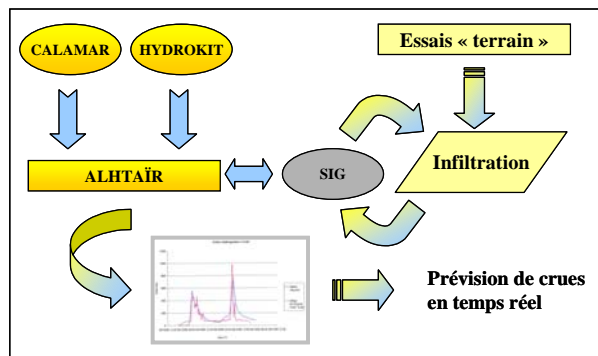 CALAMAR
HYDROKIT
Essais « terrain »
ALHTAÏR
SIG
Infiltration
Prévision de crues
en temps réel